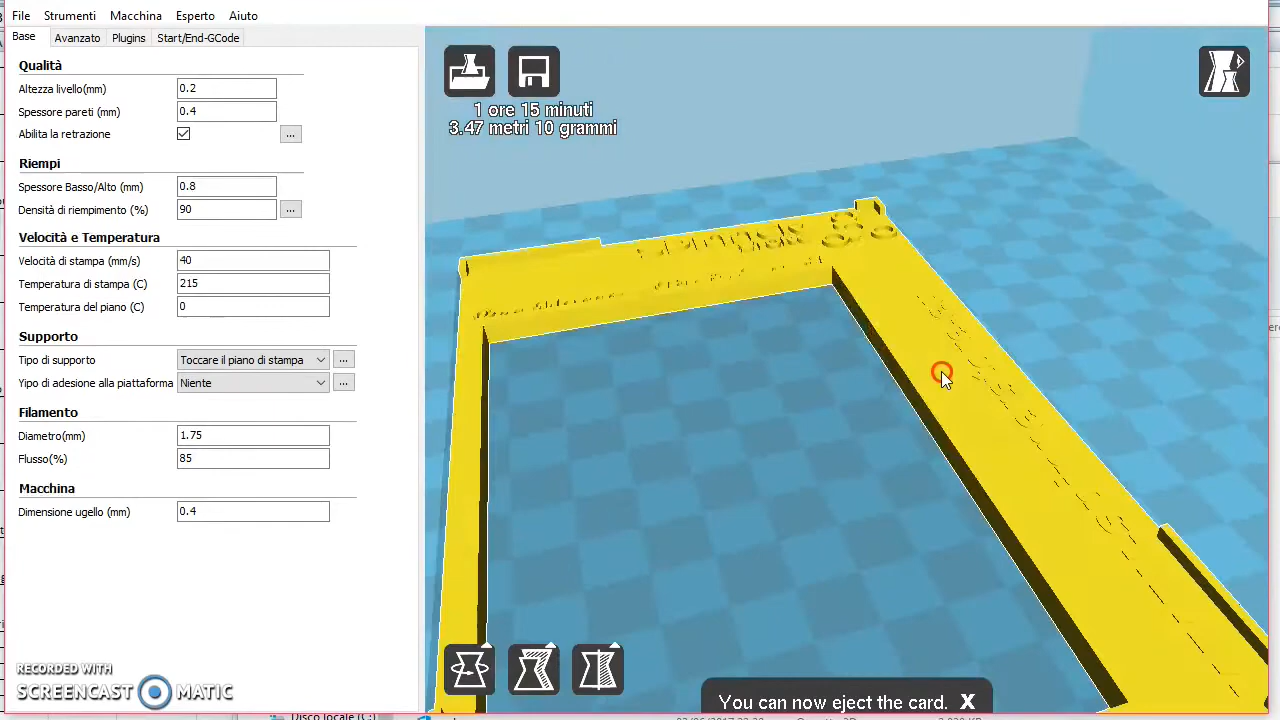 File Strumenti Macchina Esperto Aiuto
Base Avanzato Plugins Start/End-GCode
Qualità
Altezza livello(mm) 0.2
Spessore pareti (mm) 0.4
Abilita la retrazione ...
Riempi
Spessore Basso/Alto (mm) 0.8
Densità di riempimento (%) 90 ...
Velocità e Temperatura
Velocità di stampa (mm/s) 40
Temperatura di stampa (C) 215
Temperatura del piano (C) 0
Supporto
Tipo di supporto Toccare il piano di stampa ...
Yipo di adesione alla piattaforma Niente ...
Filamento
Diametro(mm) 1.75
Flusso(%) 85
Macchina
Dimensione ugello (mm) 0.4
1 ore 15 minuti
3.47 metri 10 grammi
You can now eject the card. X
RECORDED WITH
SCREENCAST MATIC
Disco locale (C:)